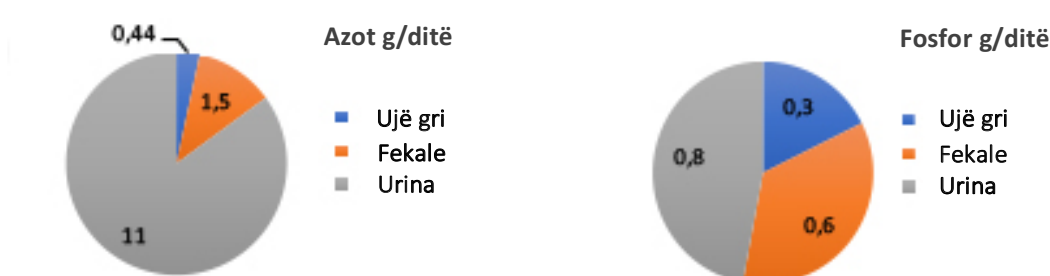 Azot g/ditë
0,44
1,5
11
Ujë gri
Fekale
Urina
Fosfor g/ditë
0,3
0,8
0,6
Ujë gri
Fekale
Urina